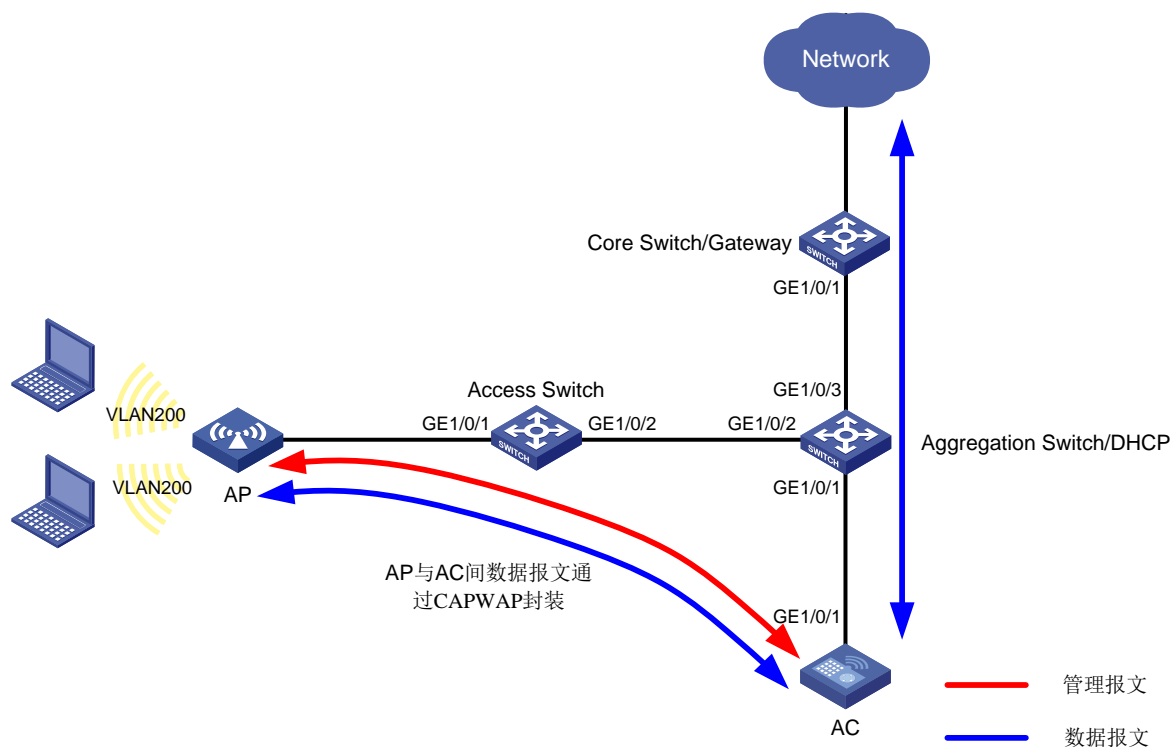 Network
Core Switch/Gateway
SWITCH
GE1/0/1
Access Switch
GE1/0/3
VLAN200
GE1/0/1
SWITCH
GE1/0/2
GE1/0/2
SWITCH
Aggregation Switch/DHCP
VLAN200
AP
GE1/0/1
AP与AC间数据报文通
过CAPWAP封装
GE1/0/1
AC
管理报文
数据报文